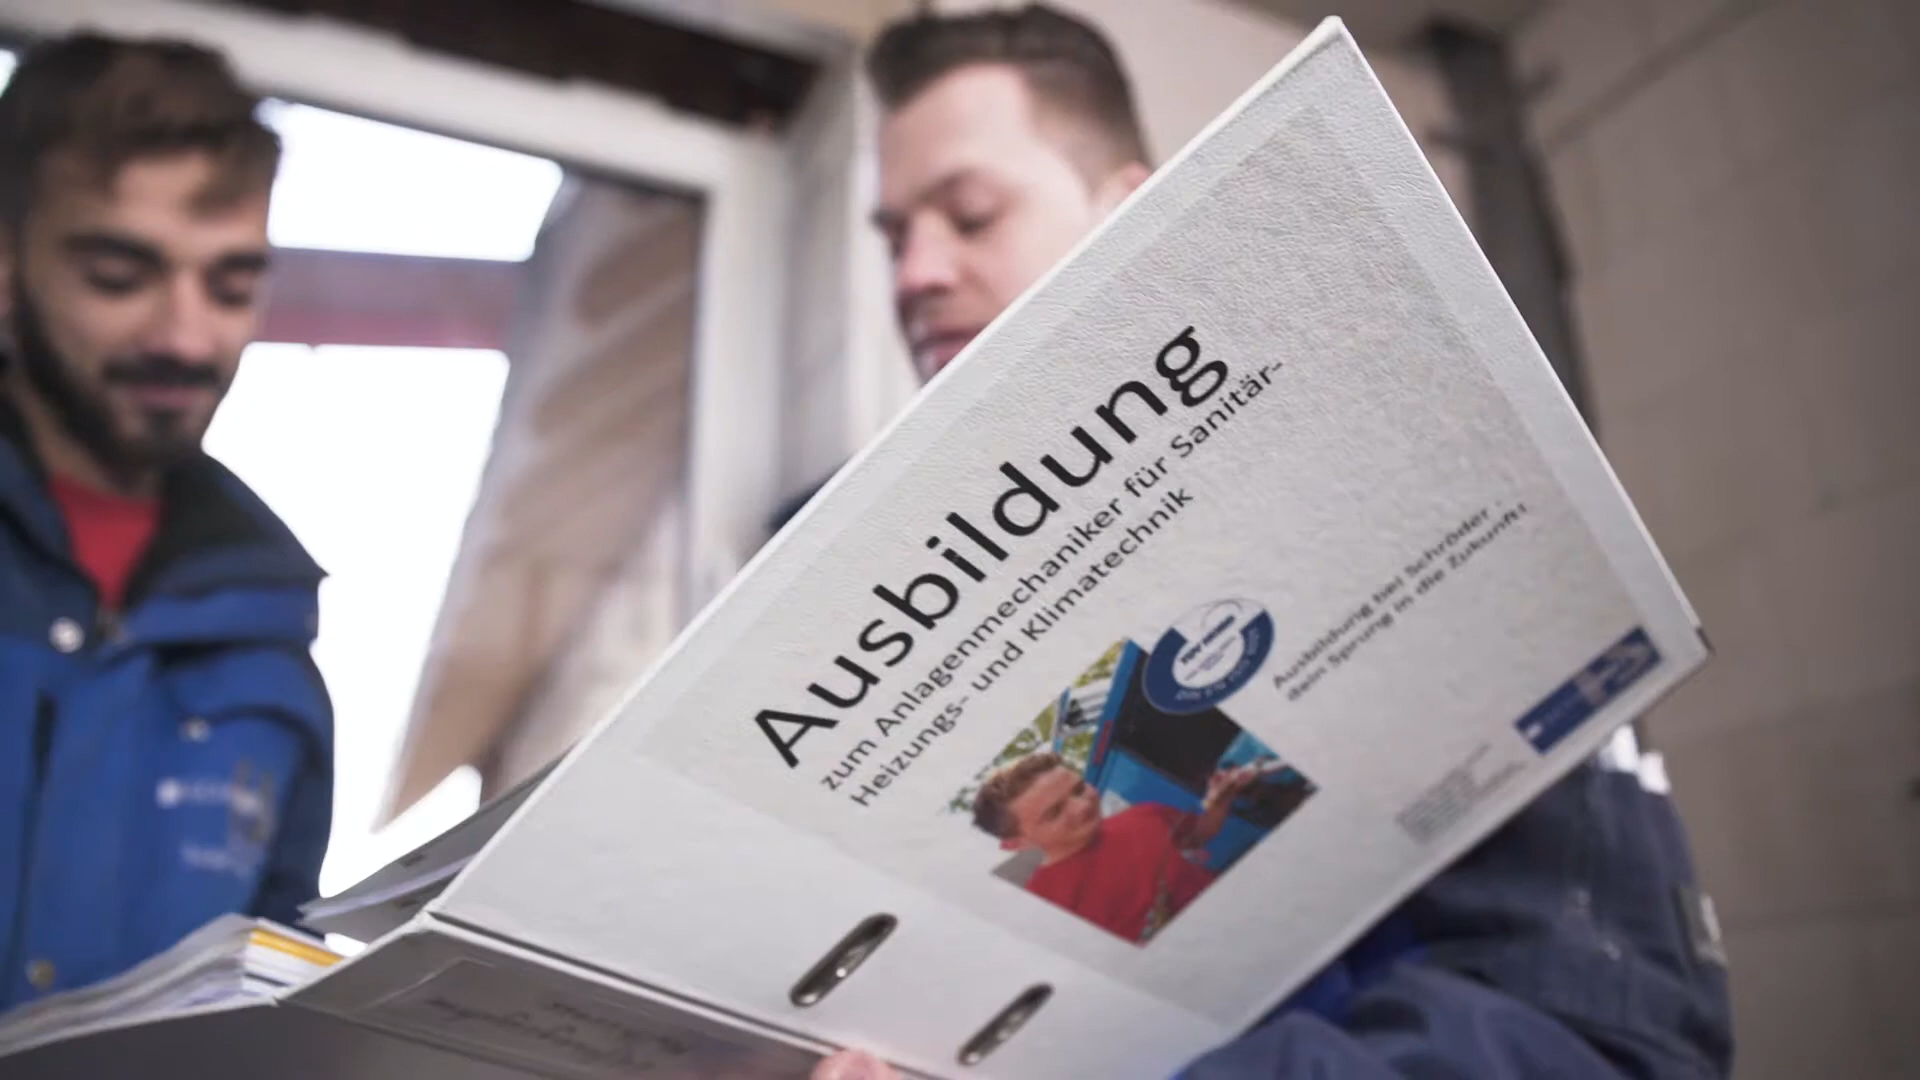 Ausbildung
zum Anlagenmechaniker für Sanitär-
Heizungs- und Klimatechnik
Ausbildung bei Schröder -
dein Sprung in die Zukunft!